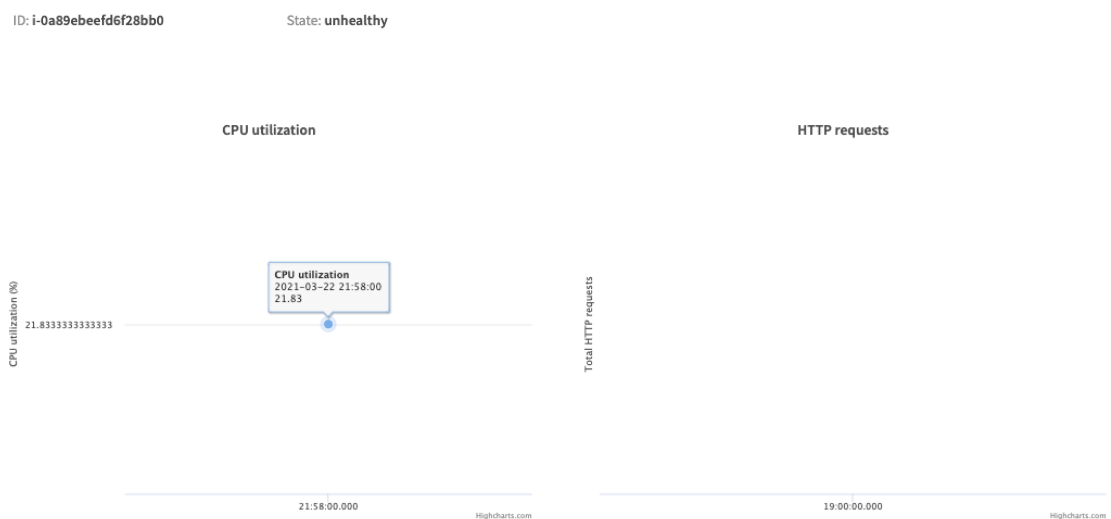 ID: i-0a89ebeefd6f28bb0
State: unhealthy
CPU utilization
CPU utilization (%)
21.8333333333333
CPU utilization
2021-03-22 21:58:00
21.83
21:58:00.000
Highcharts.com
HTTP requests
Total HTTP requests
19:00:00.000
Highcharts.com